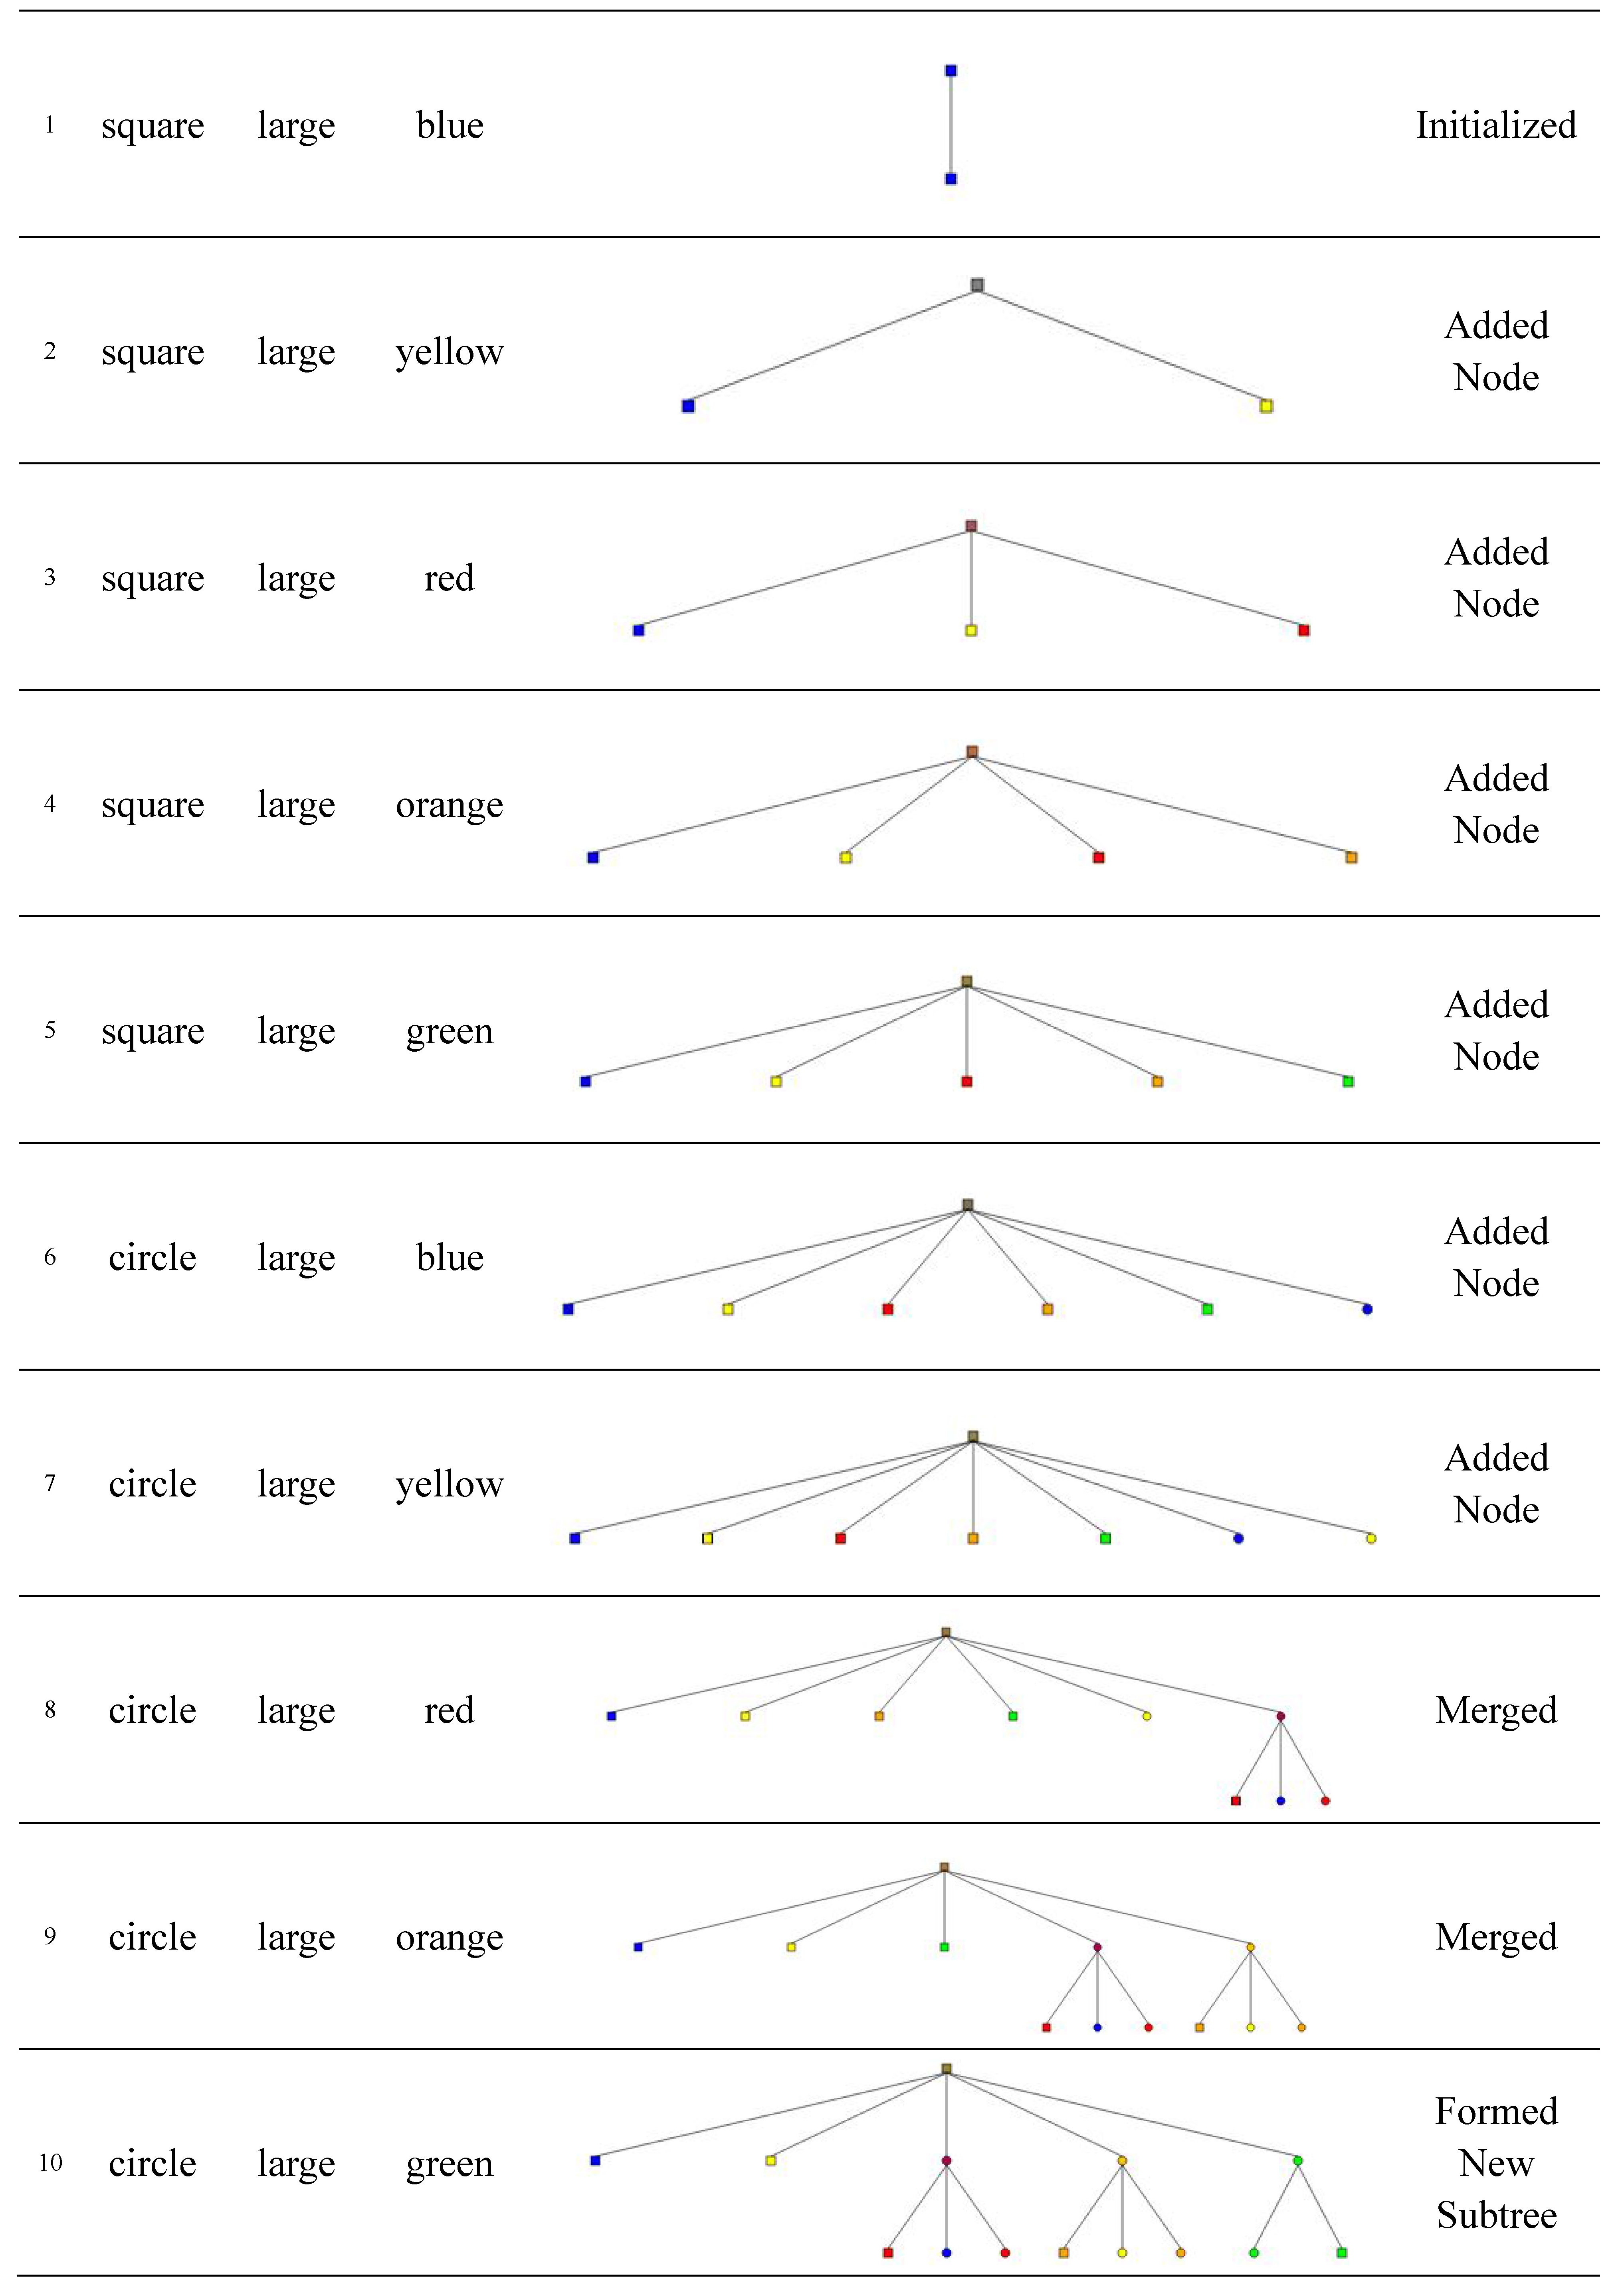 1 square large blue Initialized
2 square large yellow Added
Node
3 square large red Added
Node
4 square large orange Added
Node
5 square large green Added
Node
6 circle large blue Added
Node
7 circle large yellow Added
Node
8 circle large red Merged
9 circle large orange Merged
10 circle large green Formed
New
Subtree